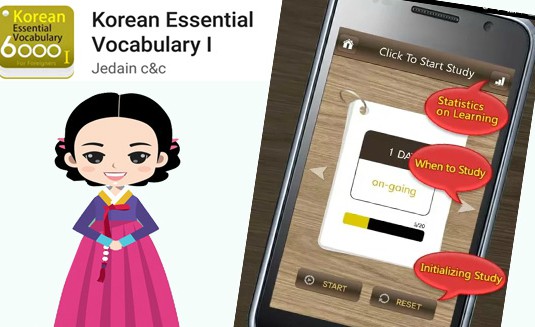 Korean
Essential
Vocabulary
6000 I
For Foreigners
Korean Essential
Vocabulary I
Jedain c&c
Click To Start Study
Statistics
on Learning
1 DAY
When to Study
on-going
5/20
Initializing Study
START
RESET